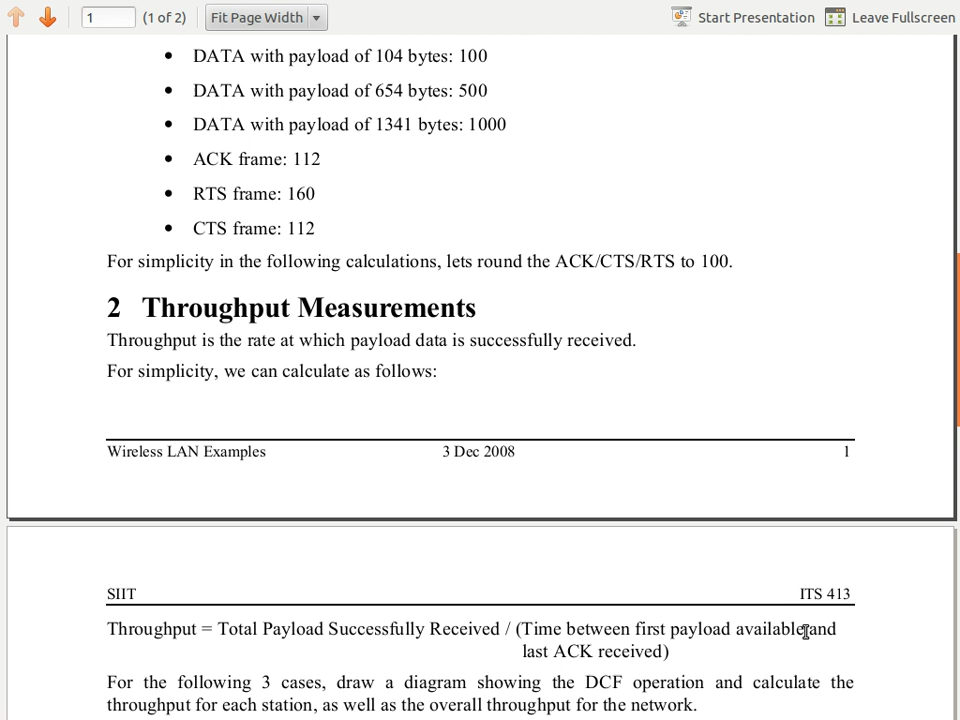 1 (1 of 2) Fit Page Width Start Presentation Leave Fullscreen
• DATA with payload of 104 bytes: 100
• DATA with payload of 654 bytes: 500
• DATA with payload of 1341 bytes: 1000
• ACK frame: 112
• RTS frame: 160
• CTS frame: 112
For simplicity in the following calculations, lets round the ACK/CTS/RTS to 100.
2 Throughput Measurements
Throughput is the rate at which payload data is successfully received.
For simplicity, we can calculate as follows:
Wireless LAN Examples 3 Dec 2008 1
SIIT ITS 413
Throughput = Total Payload Successfully Received / (Time between first payload available and
last ACK received)
For the following 3 cases, draw a diagram showing the DCF operation and calculate the
throughput for each station, as well as the overall throughput for the network.